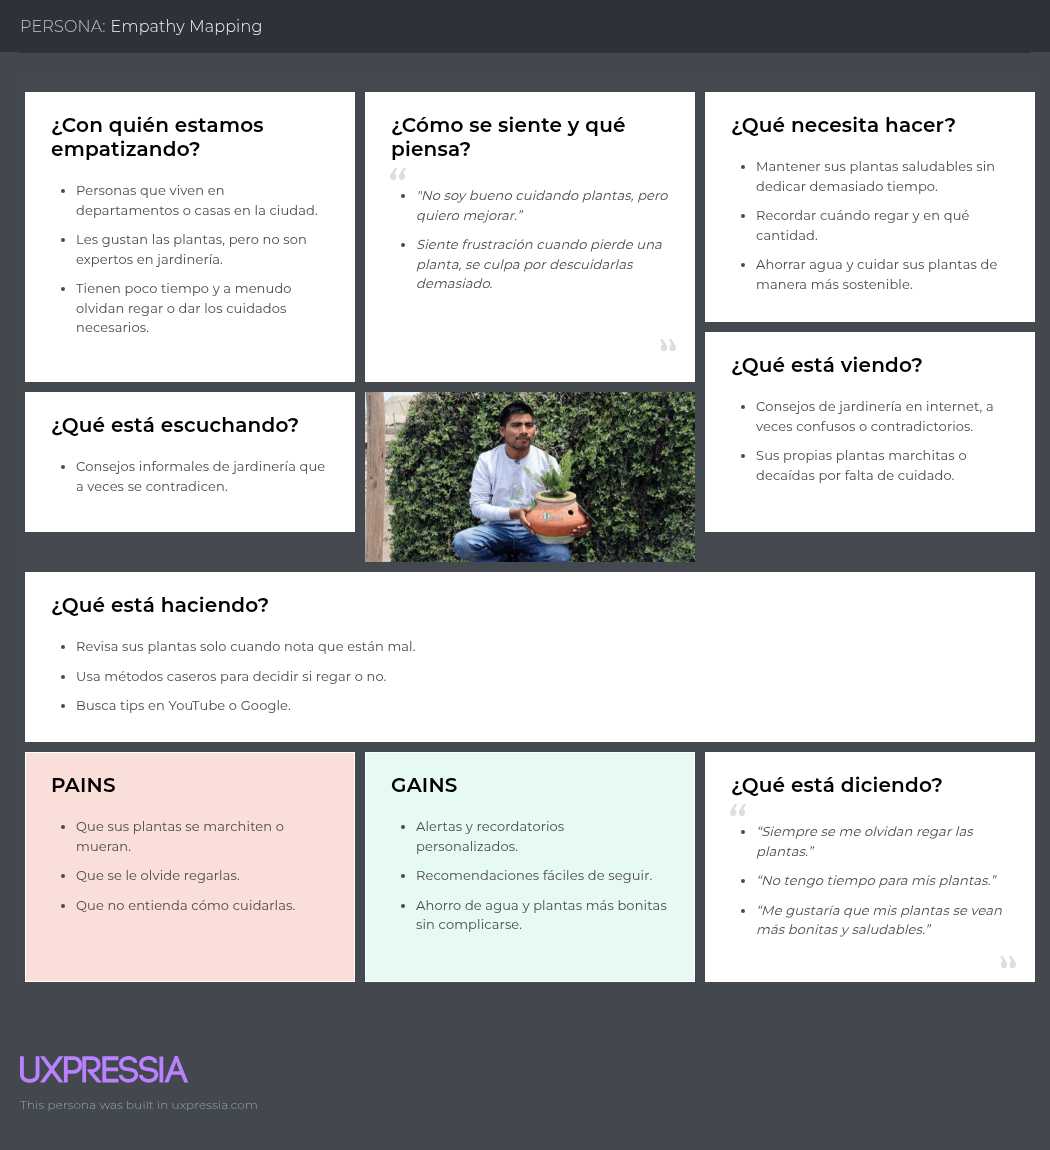 PERSONA: Empathy Mapping
¿Con quién estamos
empatizando?
• Personas que viven en
departamentos o casas en la ciudad.
• Les gustan las plantas, pero no son
expertos en jardinería.
• Tienen poco tiempo y a menudo
olvidan regar o dar los cuidados
necesarios.
¿Cómo se siente y qué
piensa?
“
• "No soy bueno cuidando plantas, pero
quiero mejorar.”
• Siente frustración cuando pierde una
planta, se culpa por descuidarlas
demasiado.
”
¿Qué necesita hacer?
• Mantener sus plantas saludables sin
dedicar demasiado tiempo.
• Recordar cuándo regar y en qué
cantidad.
• Ahorrar agua y cuidar sus plantas de
manera más sostenible.
¿Qué está viendo?
• Consejos de jardinería en internet, a
veces confusos o contradictorios.
• Sus propias plantas marchitas o
decaídas por falta de cuidado.
¿Qué está escuchando?
• Consejos informales de jardinería que
a veces se contradicen.
¿Qué está haciendo?
• Revisa sus plantas solo cuando nota que están mal.
• Usa métodos caseros para decidir si regar o no.
• Busca tips en YouTube o Google.
PAINS
• Que sus plantas se marchiten o
mueran.
• Que se le olvide regarlas.
• Que no entienda cómo cuidarlas.
GAINS
• Alertas y recordatorios
personalizados.
• Recomendaciones fáciles de seguir.
• Ahorro de agua y plantas más bonitas
sin complicarse.
¿Qué está diciendo?
“
• “Siempre se me olvidan regar las
plantas.”
• “No tengo tiempo para mis plantas.”
• “Me gustaría que mis plantas se vean
más bonitas y saludables.”
”
UXPRESSIA
This persona was built in uxpressia.com